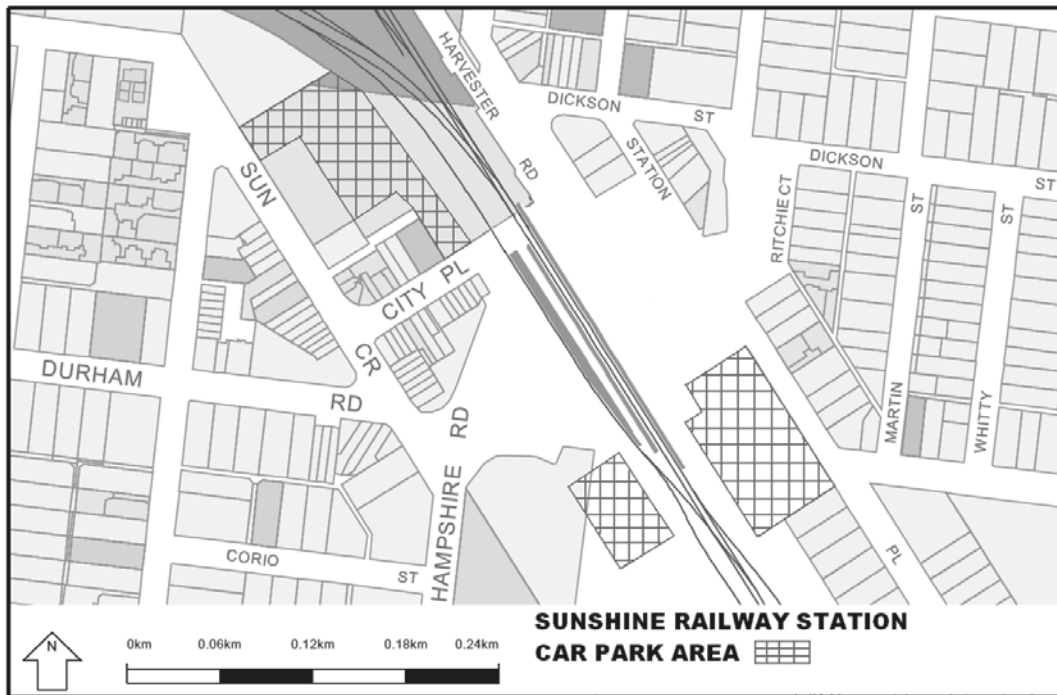 HARVESTER
RD
DICKSON
ST
STATION
DICKSON
ST
RITCHIE CT
ST
ST
SUN
CR
CITY PL
DURHAM
RD
HAMPSHIRE
RD
MARTIN
WHITTY
PL
CORIO
ST
N
0km 0.06km 0.12km 0.18km 0.24km
SUNSHINE RAILWAY STATION
CAR PARK AREA